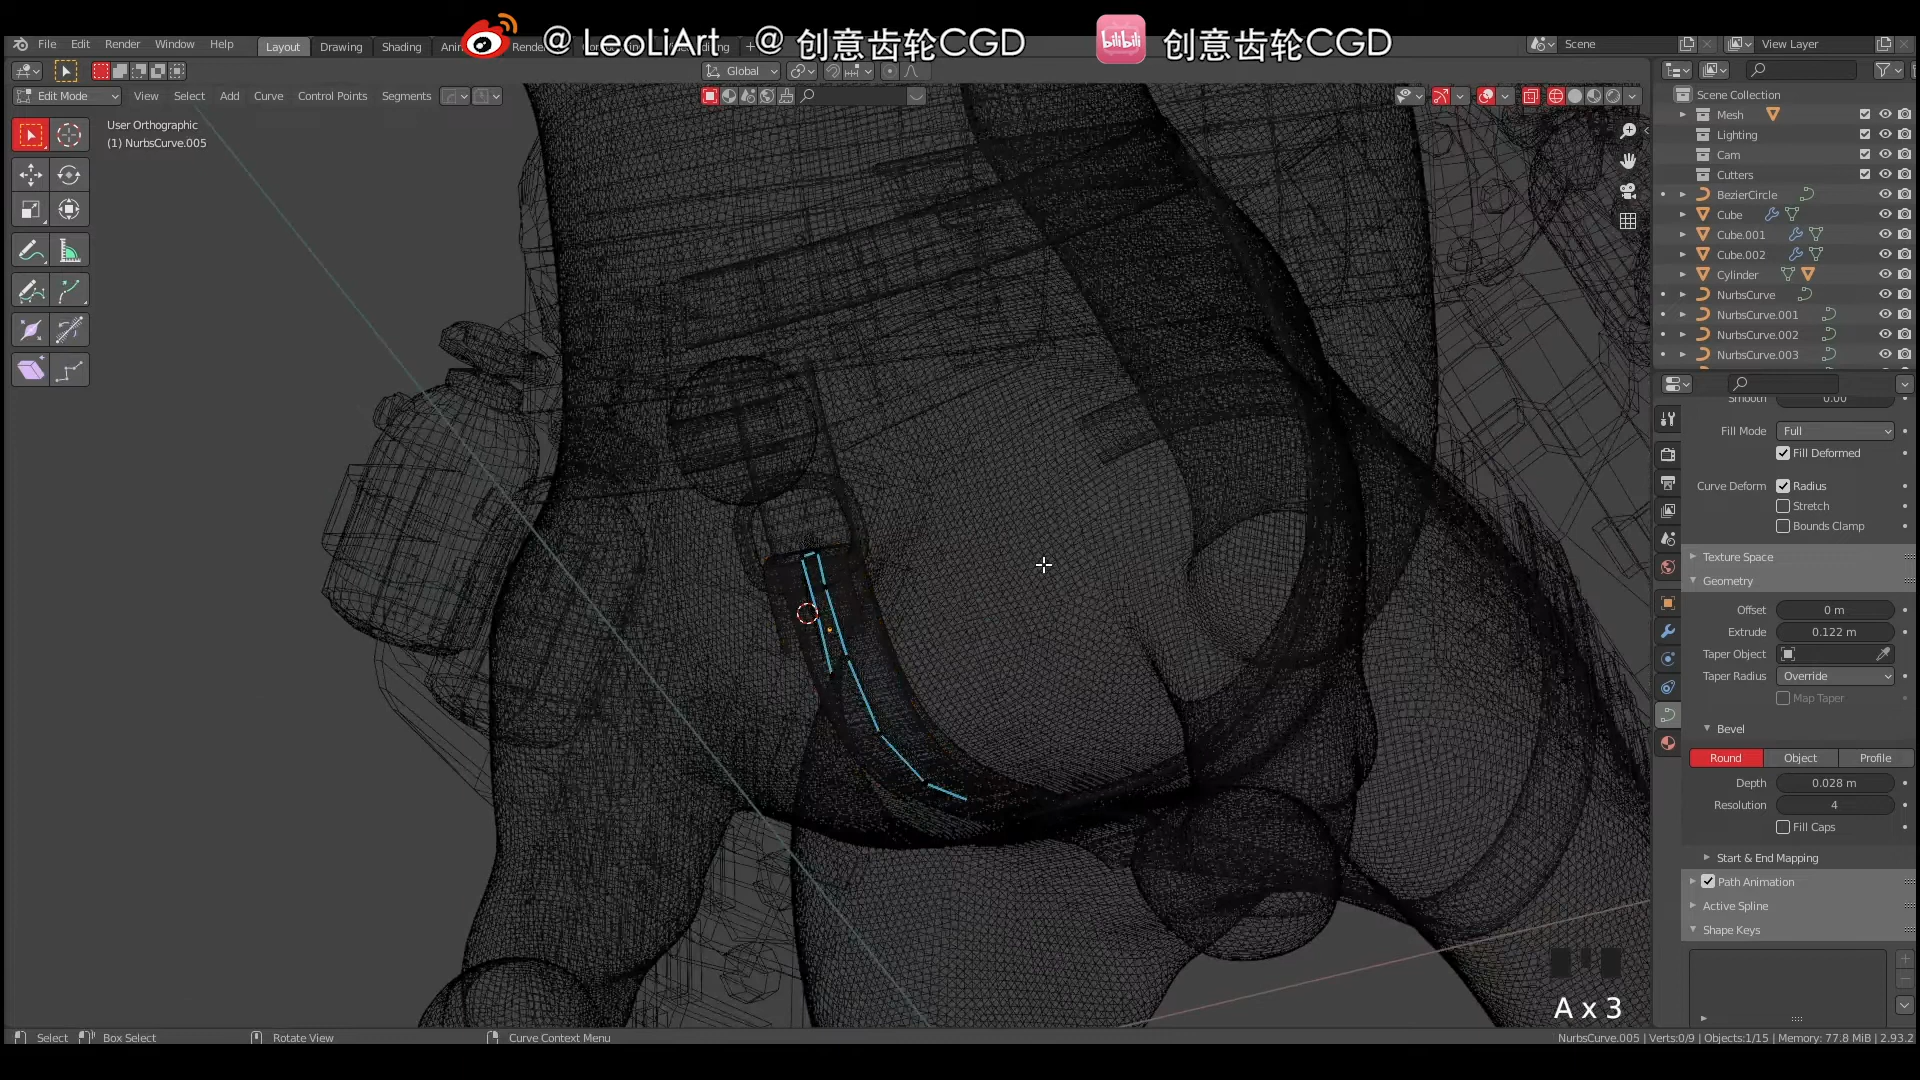 @ LeoLiArt @ 创意齿轮CGD bilibili 创意齿轮CGD
File Edit Render Window Help Layout Drawing Shading Scene View Layer
Global
Edit Mode View Select Add Curve Control Points Segments
User Orthographic
(1) NurbsCurve.005
Scene Collection
Mesh
Lighting
Cam
Cutters
BezierCircle
Cube
Cube.001
Cube.002
Cylinder
NurbsCurve
NurbsCurve.001
NurbsCurve.002
NurbsCurve.003
Smooth 0.00
Fill Mode Full
Fill Deformed
Curve Deform Radius
Stretch
Bounds Clamp
Texture Space
Geometry
Offset 0 m
Extrude 0.122 m
Taper Object
Taper Radius Override
Map Taper
Bevel
Round Object Profile
Depth 0.028 m
Resolution 4
Fill Caps
Start & End Mapping
Path Animation
Active Spline
Shape Keys
A x 3
Select Box Select Rotate View Curve Context Menu NurbsCurve.005 | Verts:0/9 | Objects:1/15 | Memory: 77.8 MiB | 2.93.2